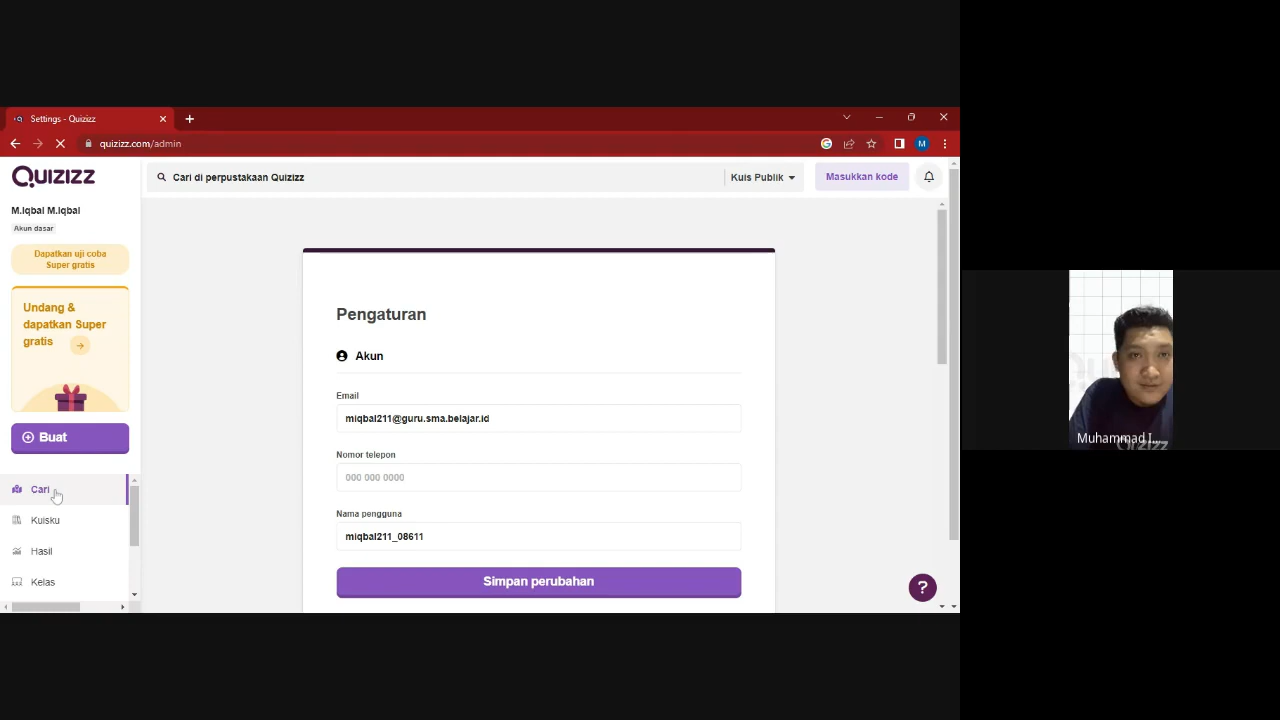 Settings - Quizizz
quizizz.com/admin
M
QUIZIZZ
Cari di perpustakaan Quizizz
Kuis Publik
Masukkan kode
M.Iqbal M.Iqbal
Akun dasar
Dapatkan uji coba
Super gratis
Undang &
dapatkan Super
gratis
Buat
Cari
Kuisku
Hasil
Kelas
Pengaturan
Akun
Email
miqbal211@guru.sma.belajar.id
Nomor telepon
000 000 0000
Nama pengguna
miqbal211_08611
Simpan perubahan
?
Muhammad I...
Quizizz